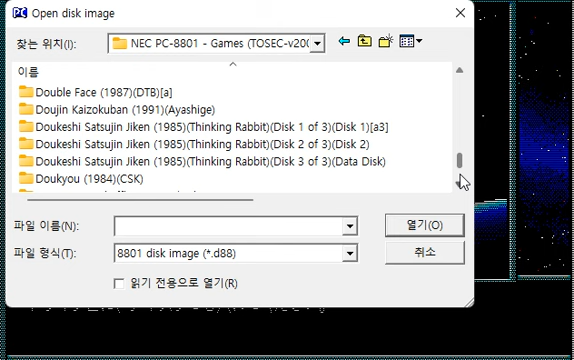 Open disk image
찾는 위치(I):
NEC PC-8801 - Games (TOSEC-v20(
이름
Double Face (1987)(DTB)[a]
Doujin Kaizokuban (1991)(Ayashige)
Doukeshi Satsujin Jiken (1985)(Thinking Rabbit)(Disk 1 of 3)(Disk 1)[a3]
Doukeshi Satsujin Jiken (1985)(Thinking Rabbit)(Disk 2 of 3)(Disk 2)
Doukeshi Satsujin Jiken (1985)(Thinking Rabbit)(Disk 3 of 3)(Data Disk)
Doukyou (1984)(CSK)
파일 이름(N):
열기(O)
파일 형식(T):
8801 disk image (*.d88)
취소
읽기 전용으로 열기(R)